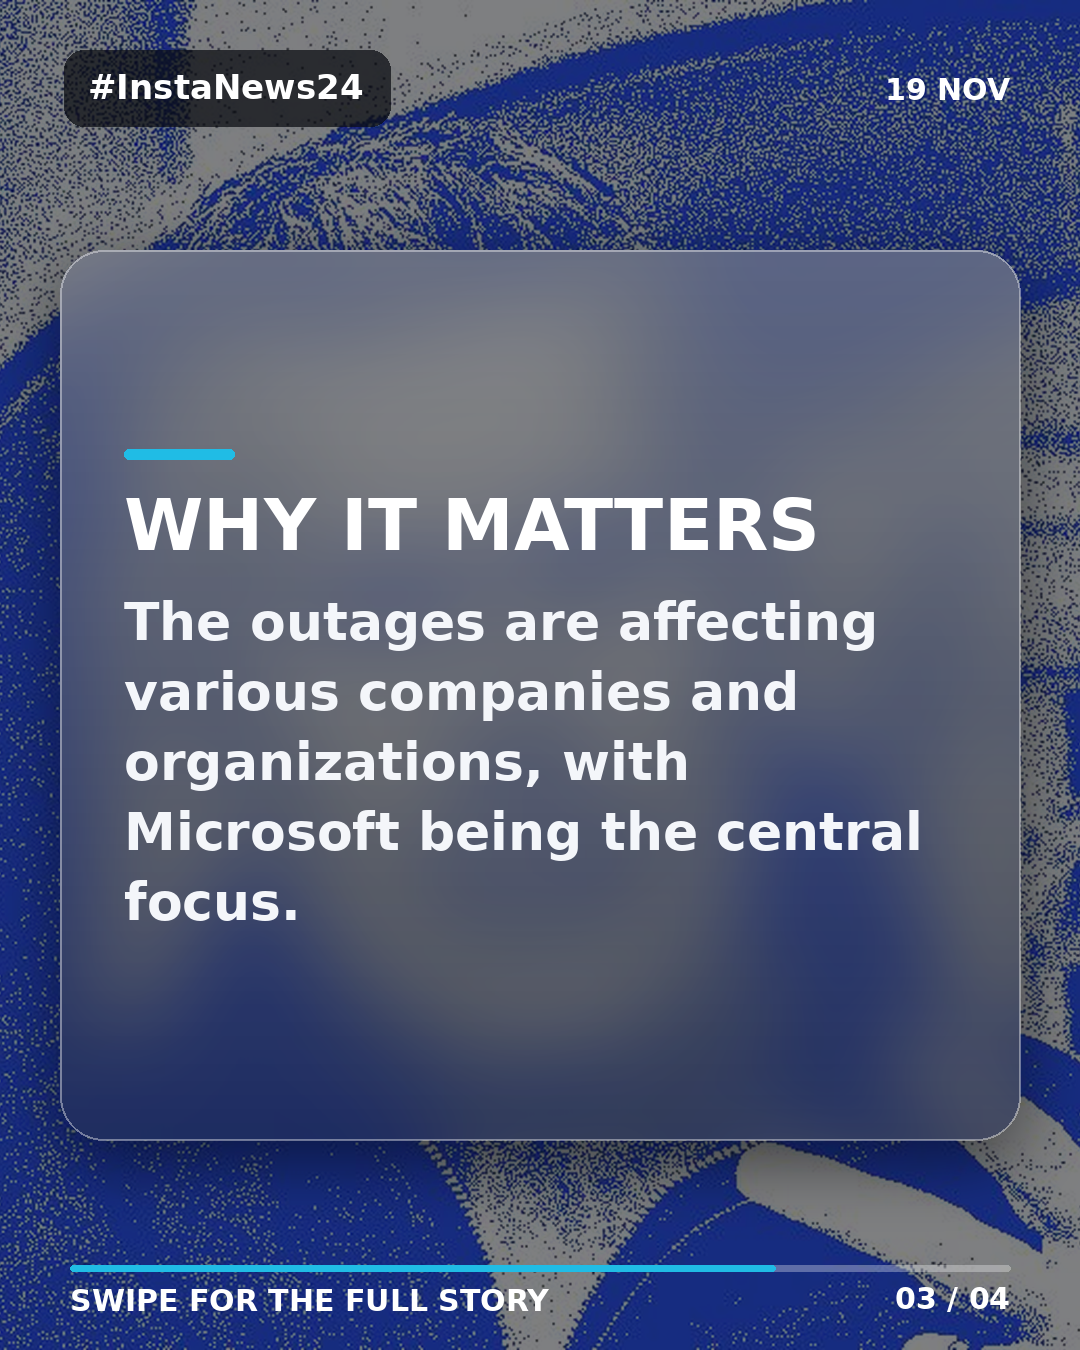 #InstaNews24
19 NOV
WHY IT MATTERS
The outages are affecting
various companies and
organizations, with
Microsoft being the central
focus.
SWIPE FOR THE FULL STORY
03 / 04